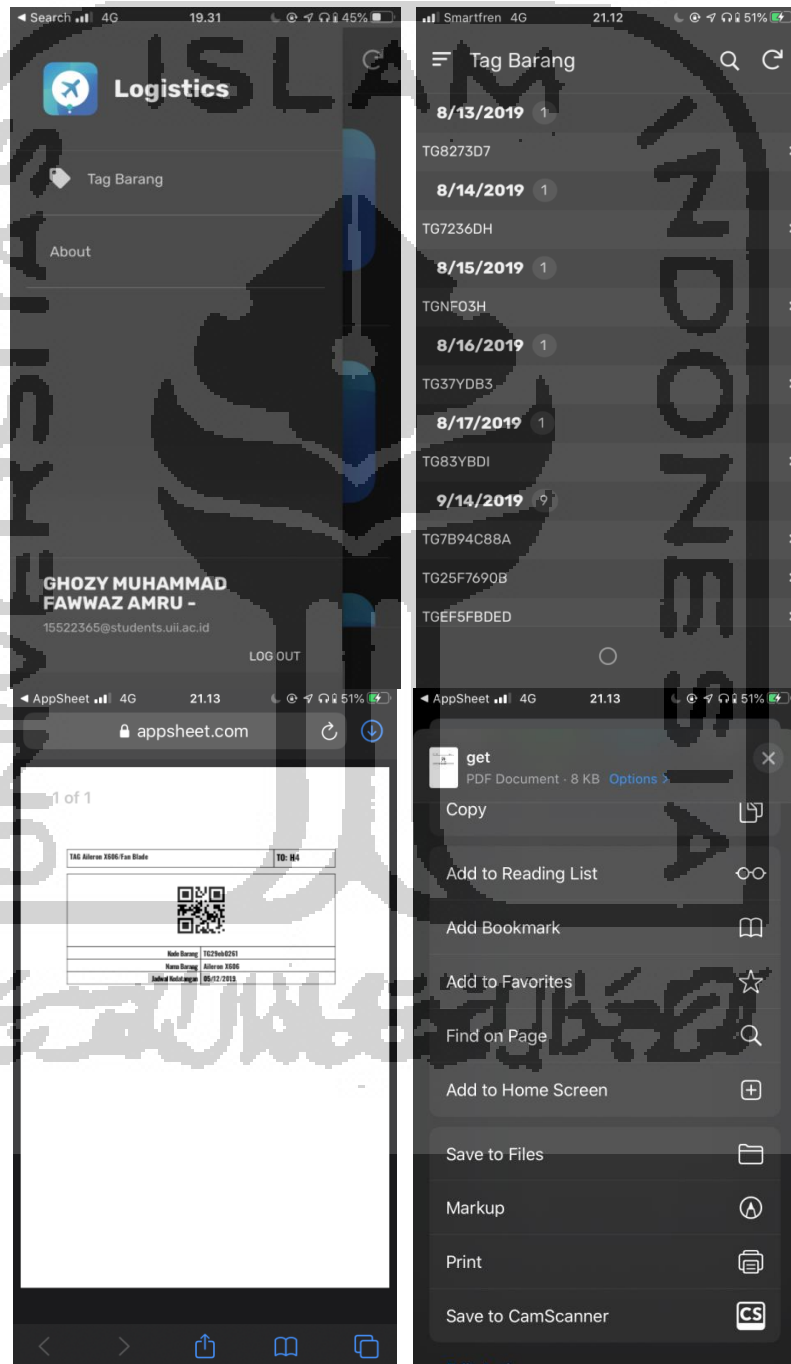 Search 4G 19.31 45%
Logistics
Tag Barang
About
GHOZY MUHAMMAD
FAWWAZ AMRU -
15522365@students.uii.ac.id
LOG OUT
Smartfren 4G 21.12 51%
Tag Barang
8/13/2019 1
TG8273D7
8/14/2019 1
TG7236DH
8/15/2019 1
TGNFO3H
8/16/2019 1
TG37YDB3
8/17/2019 1
TG83YBDI
9/14/2019 9
TG7B94C88A
TG25F7690B
TGEF5FBDED
AppSheet 4G 21.13 51%
appsheet.com
1 of 1
TAG Aileron X606/Fan Blade TO: H4
Kode Barang TG29eb0261
Nama Barang Aileron X606
Jadwal Kedatangan 05/12/2019
AppSheet 4G 21.13 51%
get
PDF Document · 8 KB Options >
Copy
Add to Reading List
Add Bookmark
Add to Favorites
Find on Page
Add to Home Screen
Save to Files
Markup
Print
Save to CamScanner
CS
UNIVERSITAS ISLAM INDONESIA